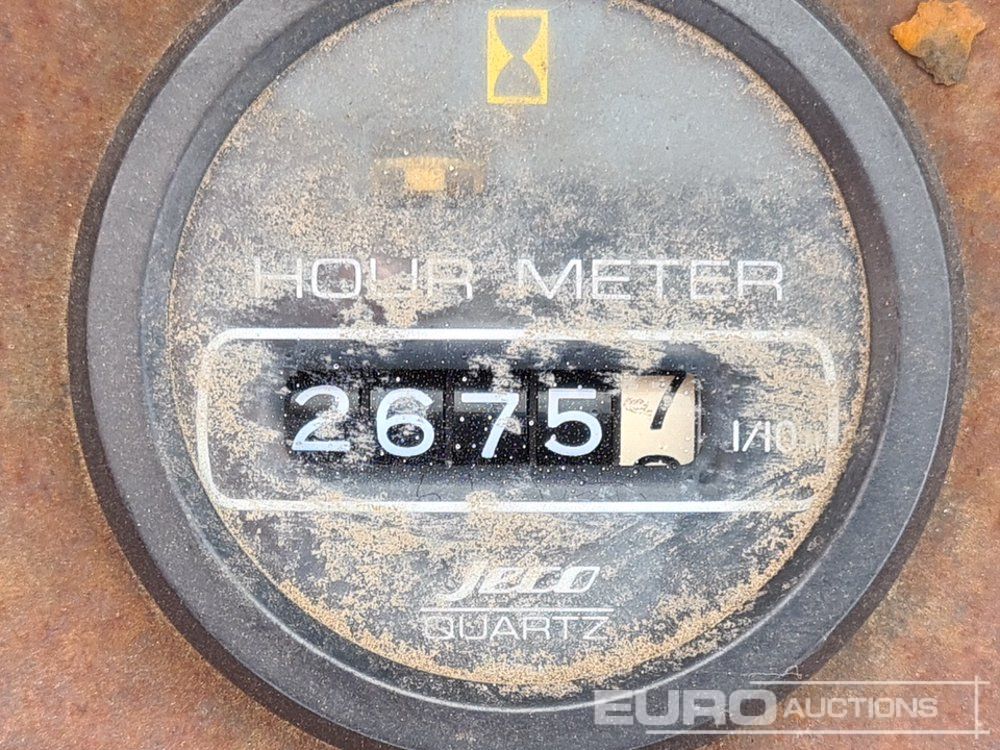 HOUR METER
26757 1/10
JECO
QUARTZ
EURO AUCTIONS